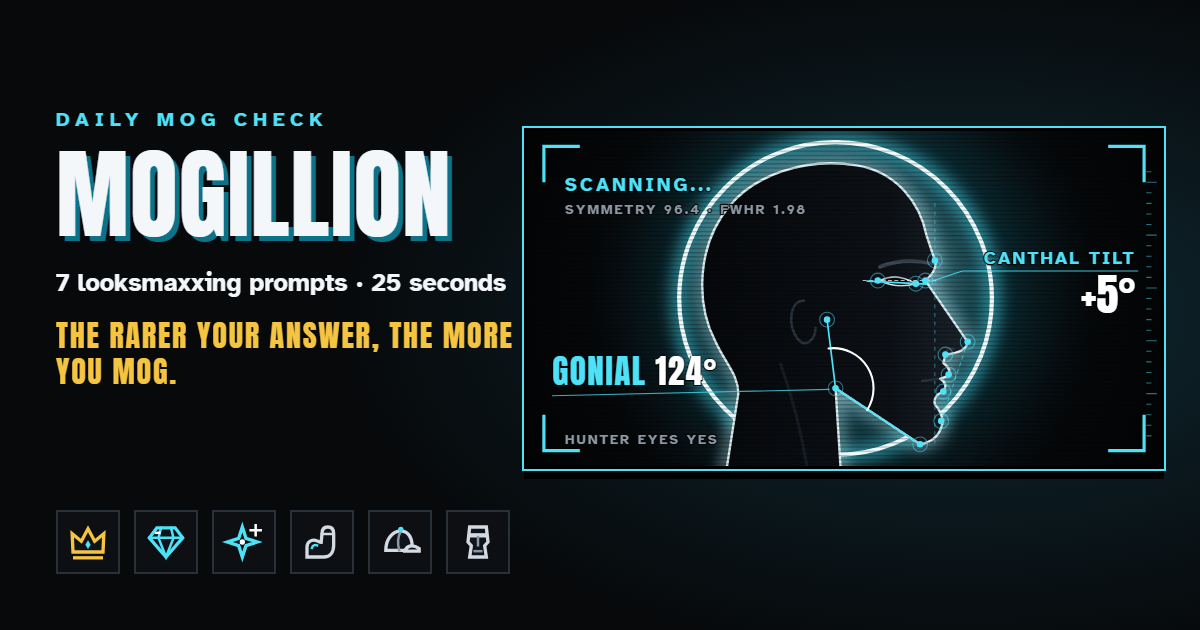 DAILY MOG CHECK
MOGILLION
7 looksmaxxing prompts · 25 seconds
THE RARER YOUR ANSWER, THE MORE
YOU MOG.
SCANNING...
SYMMETRY 96.4 · FWHR 1.98
CANTHAL TILT
+5°
GONIAL 124°
HUNTER EYES YES